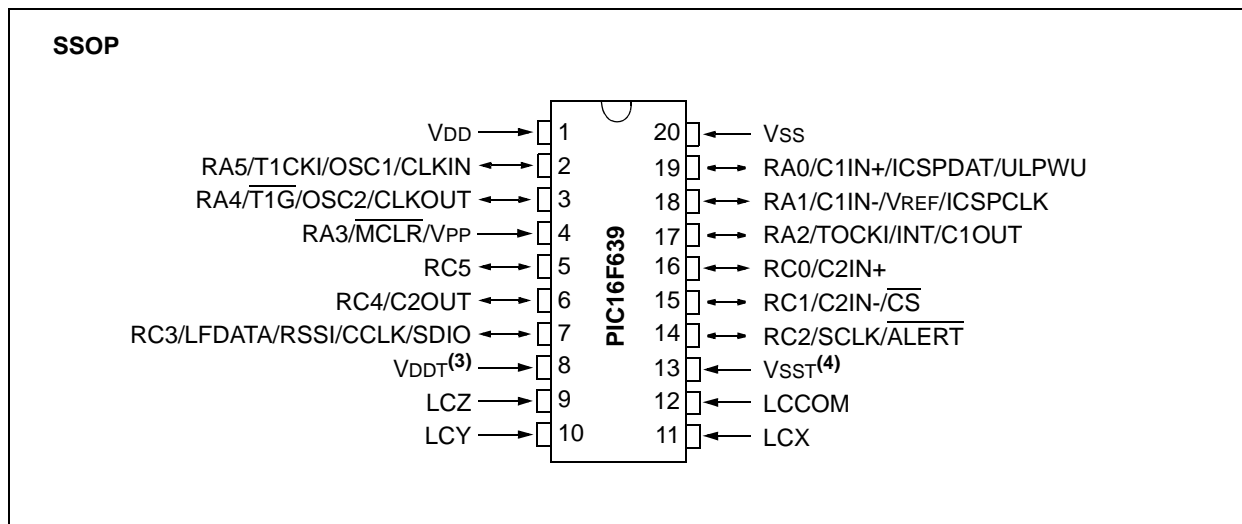 SSOP
VDD 1 20 VSS
RA5/T1CKI/OSC1/CLKIN 2 19 RA0/C1IN+/ICSPDAT/ULPWU
RA4/T1G/OSC2/CLKOUT 3 18 RA1/C1IN-/VREF/ICSPCLK
RA3/MCLR/VPP 4 17 RA2/TOCKI/INT/C1OUT
RC5 5 16 RC0/C2IN+
RC4/C2OUT 6 15 RC1/C2IN-/CS
RC3/LFDATA/RSSI/CCLK/SDIO 7 14 RC2/SCLK/ALERT
VDDT(3) 8 13 VSST(4)
LCZ 9 12 LCCOM
LCY 10 11 LCX
PIC16F639